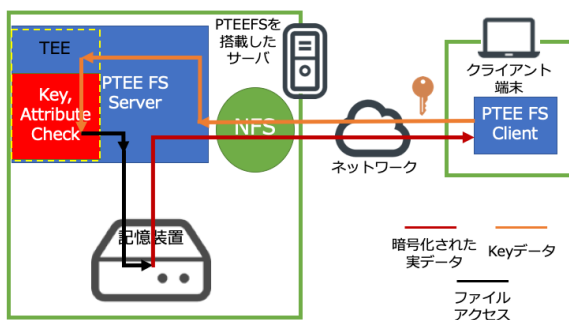 TEE
PTEE FS
Server
Key,
Attribute
Check
PTEEFSを
搭載した
サーバ
NFS
記憶装置
ネットワーク
クライアント
端末
PTEE FS
Client
暗号化された
実データ
Keyデータ
ファイル
アクセス